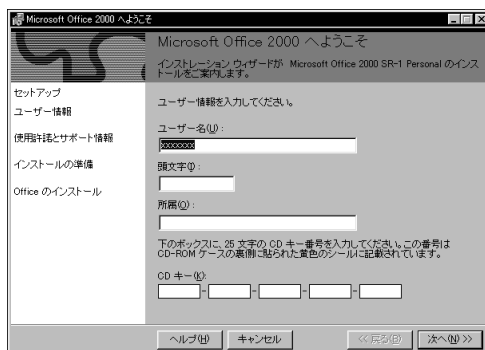 Microsoft Office 2000 へようこそ
Microsoft Office 2000 へようこそ
インストレーション ウィザードが Microsoft Office 2000 SR-1 Personal のインス
トールをご案内します。
セットアップ
ユーザー情報
使用許諾とサポート情報
インストールの準備
Office のインストール
ユーザー情報を入力してください。
ユーザー名(U) :
xxxxxxx
頭文字(I) :
所属(O) :
下のボックスに、25 文字の CD キー番号を入力してください。この番号は
CD-ROM ケースの裏側に貼られた黄色のシールに記載されています。
CD キー(K):
- - - -
ヘルプ(H) キャンセル << 戻る(B) 次へ(N) >>